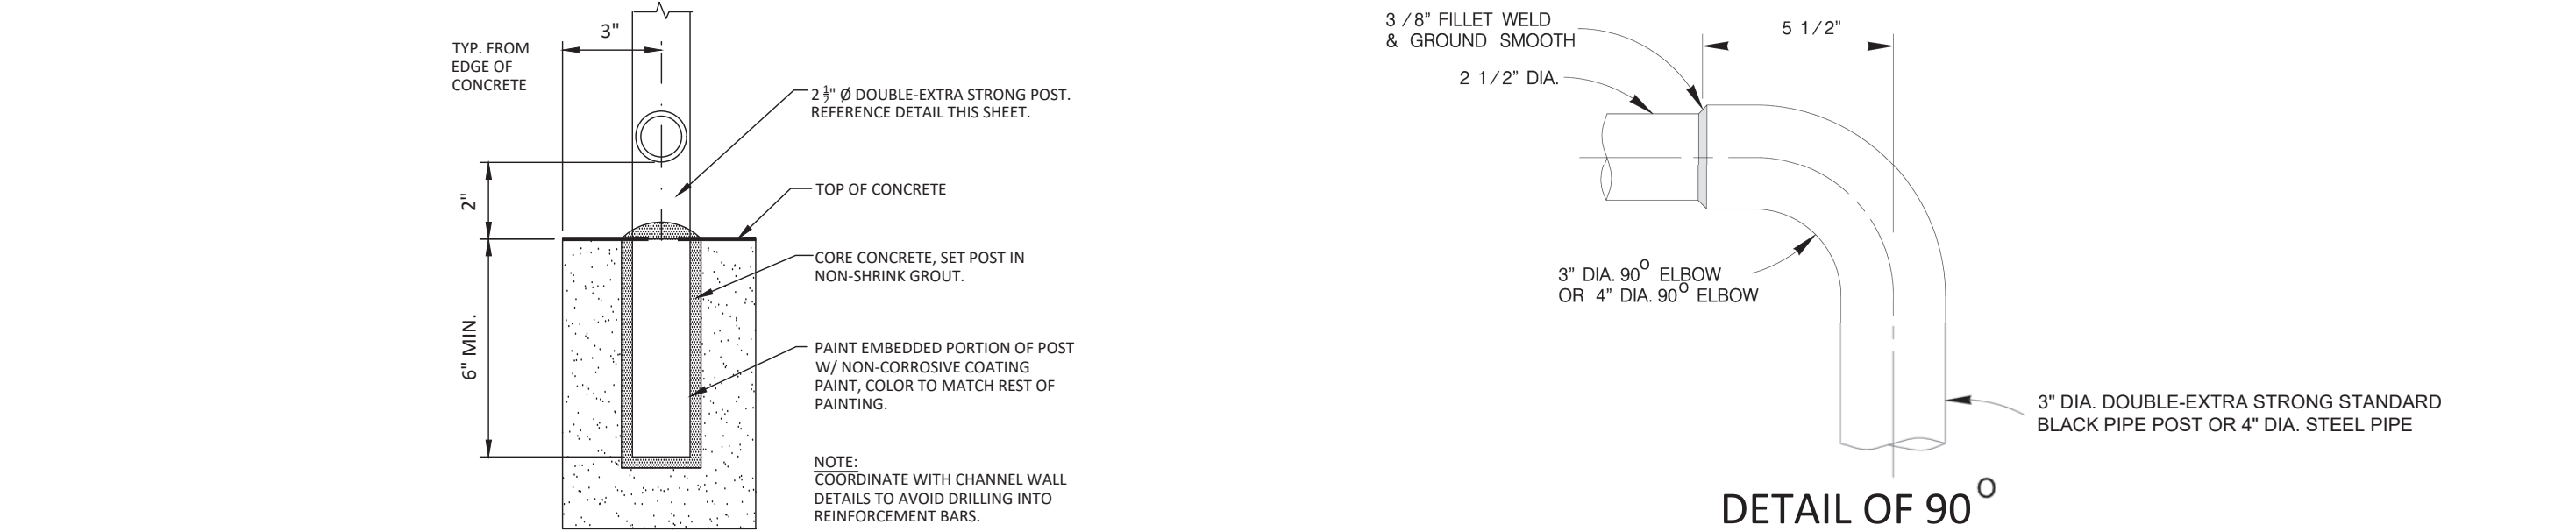 3"
TYP. FROM
EDGE OF
CONCRETE
2 1/2" Ø DOUBLE-EXTRA STRONG POST.
REFERENCE DETAIL THIS SHEET.
2"
TOP OF CONCRETE
CORE CONCRETE, SET POST IN
NON-SHRINK GROUT.
6" MIN.
PAINT EMBEDDED PORTION OF POST
W/ NON-CORROSIVE COATING
PAINT, COLOR TO MATCH REST OF
PAINTING.
NOTE:
COORDINATE WITH CHANNEL WALL
DETAILS TO AVOID DRILLING INTO
REINFORCEMENT BARS.
3 /8” FILLET WELD
& GROUND SMOOTH
5 1/2”
2 1/2” DIA.
3” DIA. 90° ELBOW
OR 4” DIA. 90° ELBOW
3" DIA. DOUBLE-EXTRA STRONG STANDARD
BLACK PIPE POST OR 4" DIA. STEEL PIPE
DETAIL OF 90°